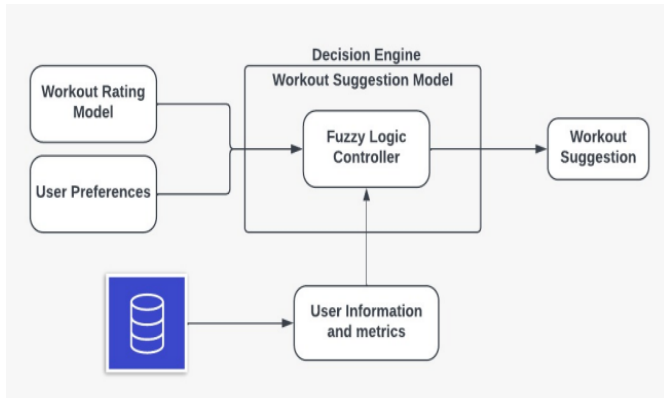 Decision Engine
Workout Suggestion Model
Workout Rating
Model
User Preferences
Fuzzy Logic
Controller
Workout
Suggestion
User Information
and metrics